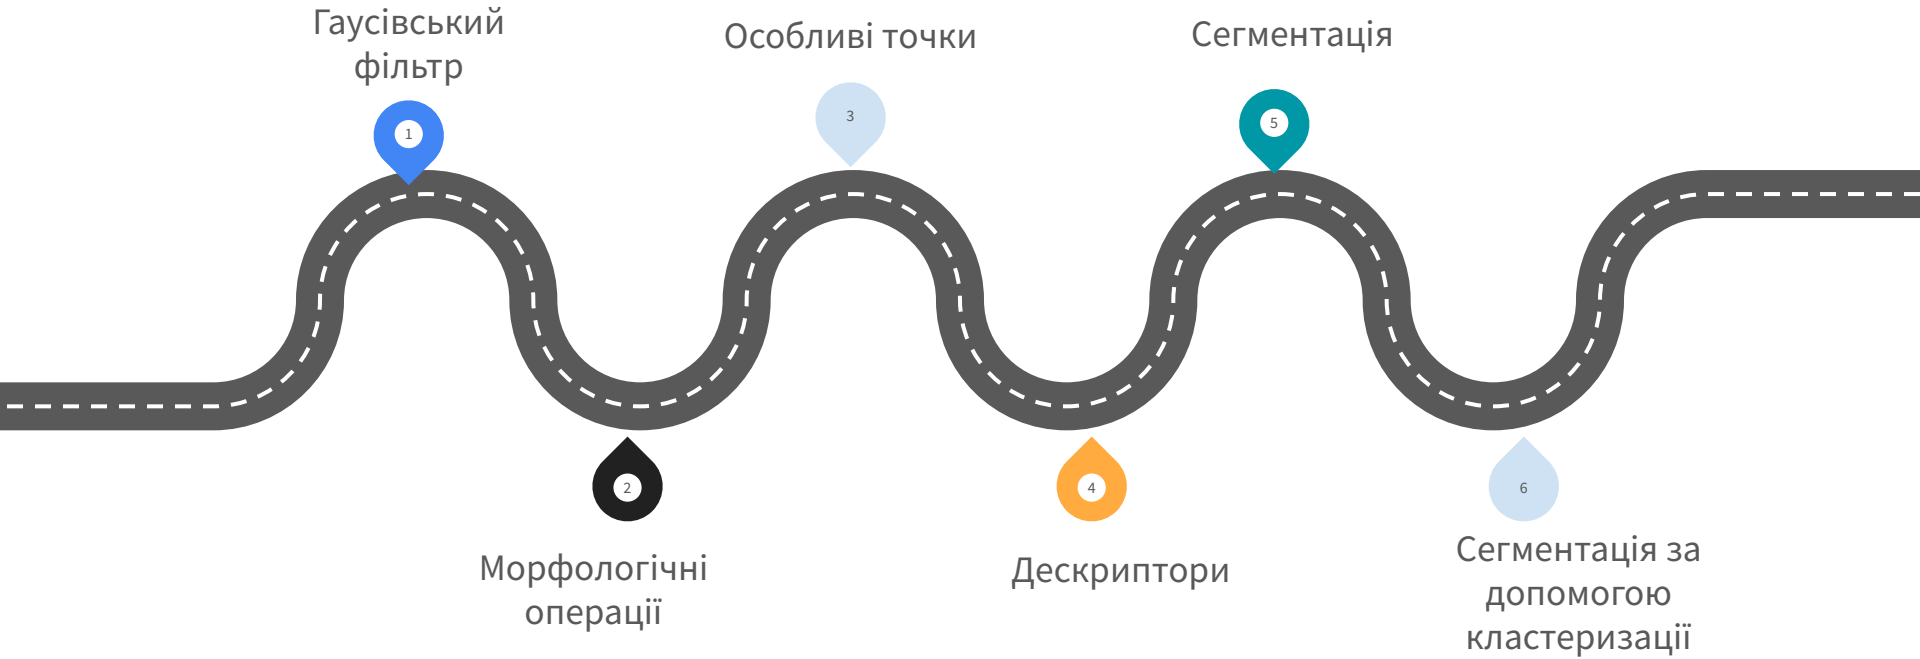 Гаусівський
фільтр
1
Морфологічні
операції
2
Особливі точки
3
Дескриптори
4
Сегментація
5
6
Сегментація за
допомогою
кластеризації